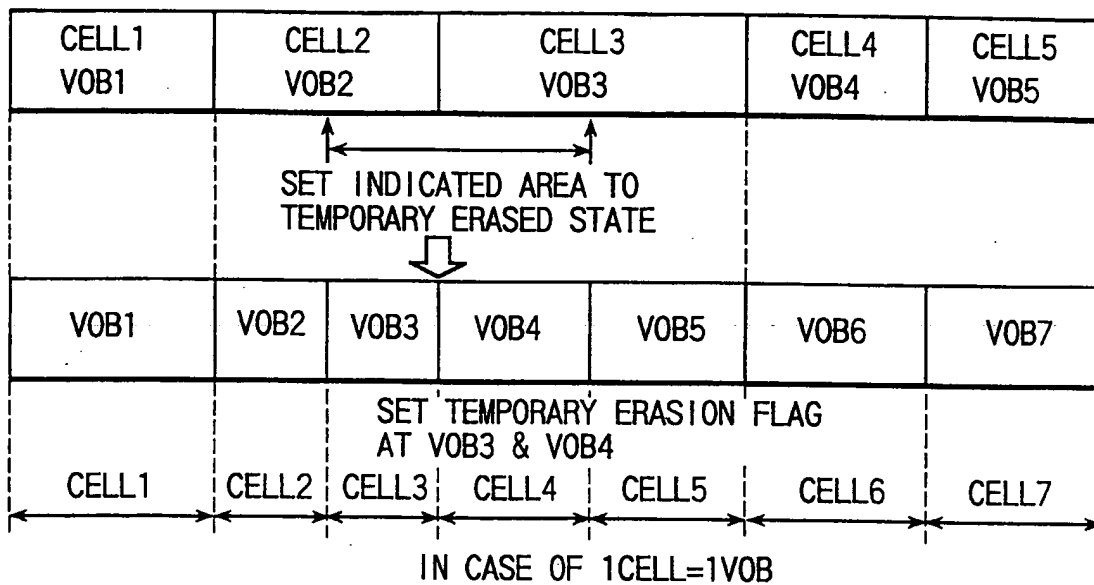 CELL1 CELL2 CELL3 CELL4 CELL5
VOB1 VOB2 VOB3 VOB4 VOB5
SET INDICATED AREA TO
TEMPORARY ERASED STATE
VOB1 VOB2 VOB3 VOB4 VOB5 VOB6 VOB7
SET TEMPORARY ERASION FLAG
AT VOB3 & VOB4
CELL1 CELL2 CELL3 CELL4 CELL5 CELL6 CELL7
IN CASE OF 1CELL=1VOB